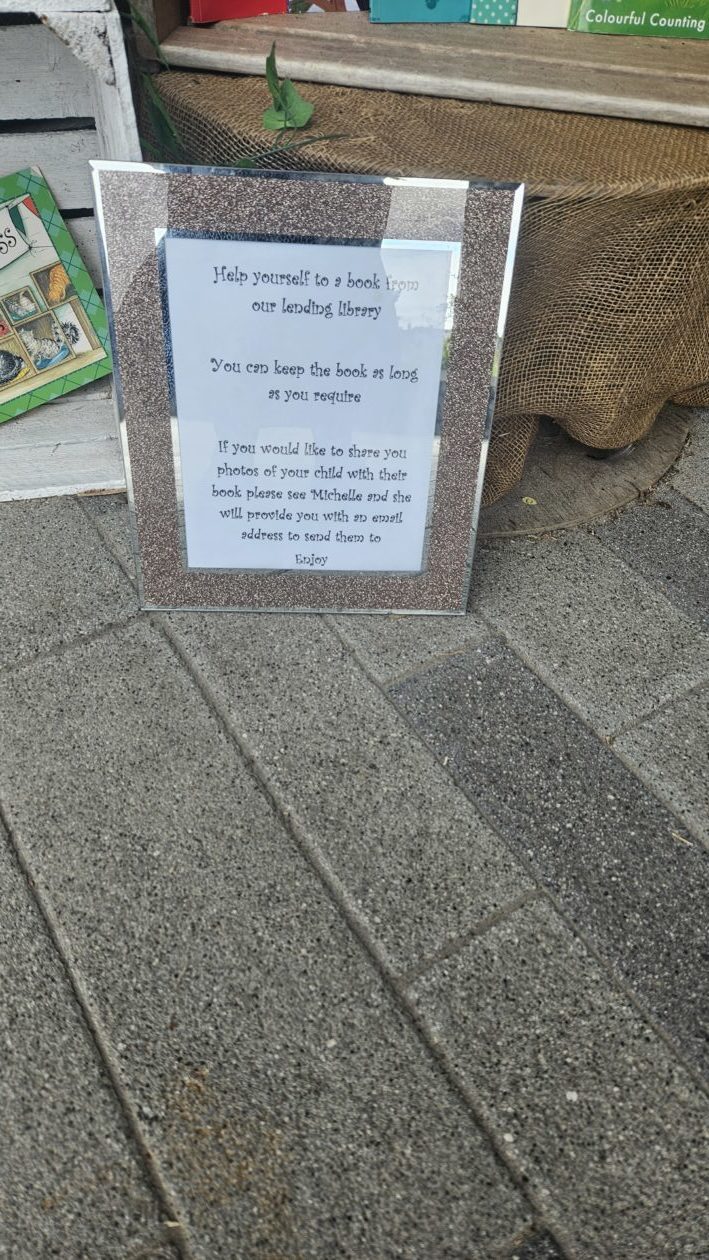 Colourful Counting
ss
Help yourself to a book from
our lending library
You can keep the book as long
as you require
If you would like to share you
photos of your child with their
book please see Michelle and she
will provide you with an email
address to send them to
Enjoy